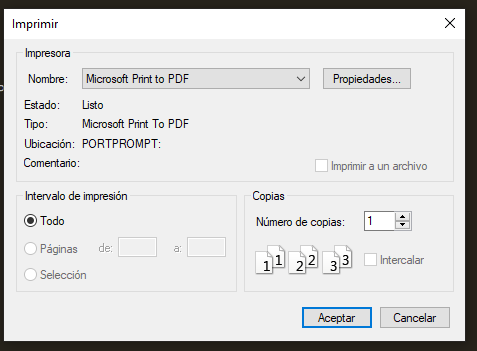 Imprimir
Impresora
Nombre: Microsoft Print to PDF Propiedades...
Estado: Listo
Tipo: Microsoft Print To PDF
Ubicación: PORTPROMPT:
Comentario: Imprimir a un archivo
Intervalo de impresión
Todo
Páginas de: a:
Selección
Copias
Número de copias: 1
1 1 2 2 3 3 Intercalar
Aceptar Cancelar